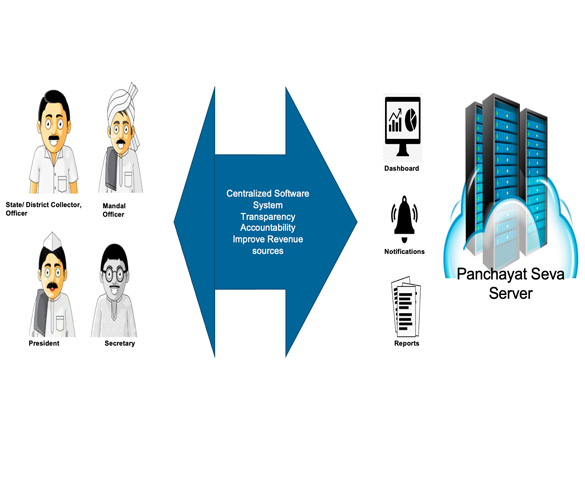 State/ District Collector,
Officer
Mandal
Officer
President
Secretary
Centralized Software
System
Transparency
Accountability
Improve Revenue
sources
Dashboard
Notifications
Reports
Panchayat Seva
Server